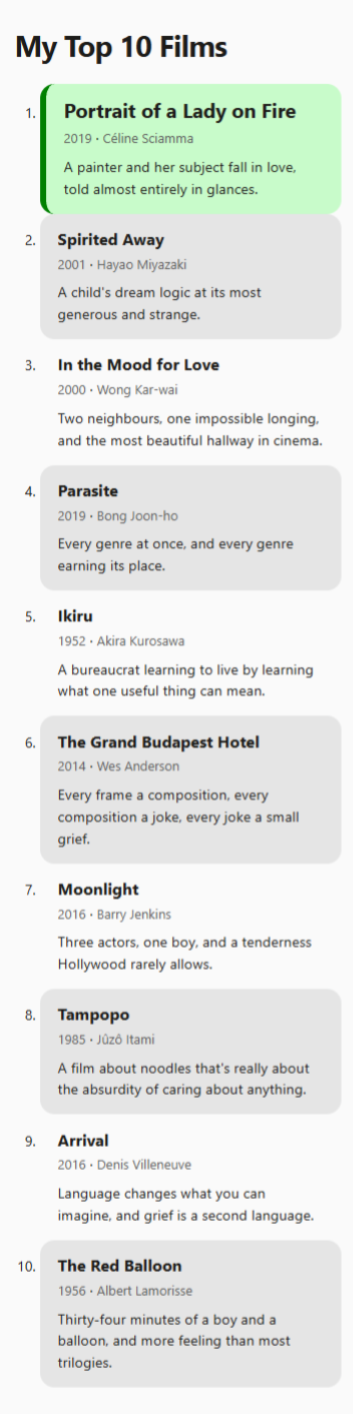 My Top 10 Films
1. Portrait of a Lady on Fire
2019 • Céline Sciamma
A painter and her subject fall in love,
told almost entirely in glances.
2. Spirited Away
2001 • Hayao Miyazaki
A child's dream logic at its most
generous and strange.
3. In the Mood for Love
2000 • Wong Kar-wai
Two neighbours, one impossible longing,
and the most beautiful hallway in cinema.
4. Parasite
2019 • Bong Joon-ho
Every genre at once, and every genre
earning its place.
5. Ikiru
1952 • Akira Kurosawa
A bureaucrat learning to live by learning
what one useful thing can mean.
6. The Grand Budapest Hotel
2014 • Wes Anderson
Every frame a composition, every
composition a joke, every joke a small
grief.
7. Moonlight
2016 • Barry Jenkins
Three actors, one boy, and a tenderness
Hollywood rarely allows.
8. Tampopo
1985 • Jûzô Itami
A film about noodles that's really about
the absurdity of caring about anything.
9. Arrival
2016 • Denis Villeneuve
Language changes what you can
imagine, and grief is a second language.
10. The Red Balloon
1956 • Albert Lamorisse
Thirty-four minutes of a boy and a
balloon, and more feeling than most
trilogies.